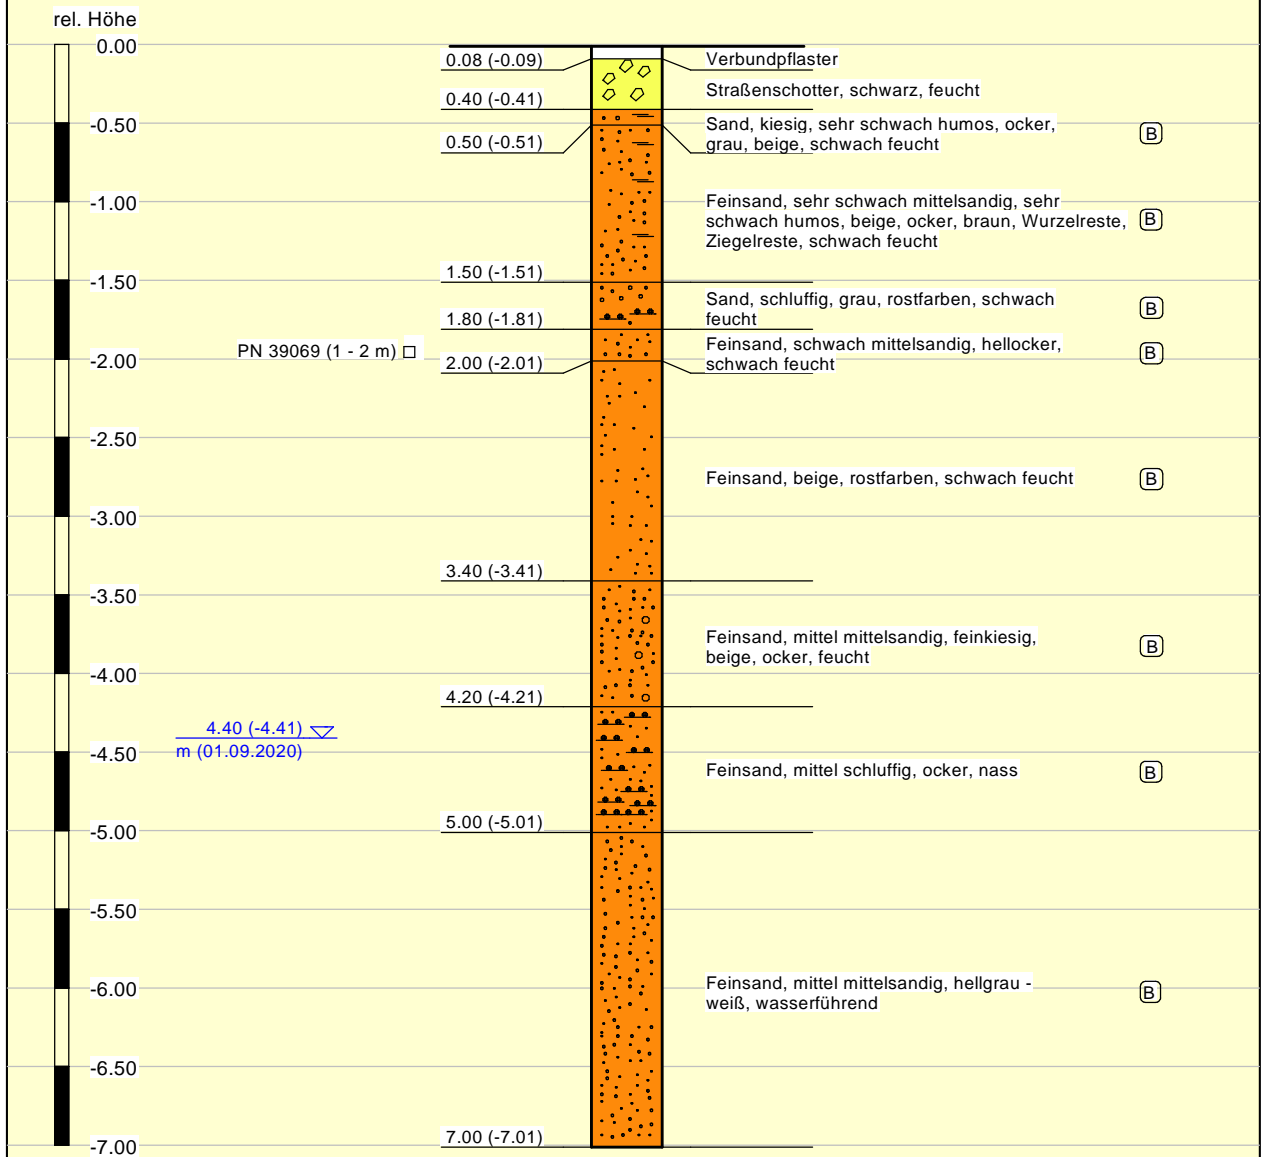 rel. Höhe
0.00
0.08 (-0.09)
Verbundpflaster
Straßenschotter, schwarz, feucht
0.40 (-0.41)
-0.50
Sand, kiesig, sehr schwach humos, ocker,
grau, beige, schwach feucht
B
0.50 (-0.51)
-1.00
Feinsand, sehr schwach mittelsandig, sehr
schwach humos, beige, ocker, braun, Wurzelreste,
Ziegelreste, schwach feucht
B
1.50 (-1.51)
-1.50
Sand, schluffig, grau, rostfarben, schwach
feucht
B
1.80 (-1.81)
PN 39069 (1 - 2 m)
Feinsand, schwach mittelsandig, hellocker,
schwach feucht
B
-2.00
2.00 (-2.01)
-2.50
Feinsand, beige, rostfarben, schwach feucht
B
-3.00
3.40 (-3.41)
-3.50
Feinsand, mittel mittelsandig, feinkiesig,
beige, ocker, feucht
B
-4.00
4.20 (-4.21)
4.40 (-4.41)
m (01.09.2020)
-4.50
Feinsand, mittel schluffig, ocker, nass
B
5.00 (-5.01)
-5.00
-5.50
-6.00
Feinsand, mittel mittelsandig, hellgrau -
weiß, wasserführend
B
-6.50
7.00 (-7.01)
-7.00